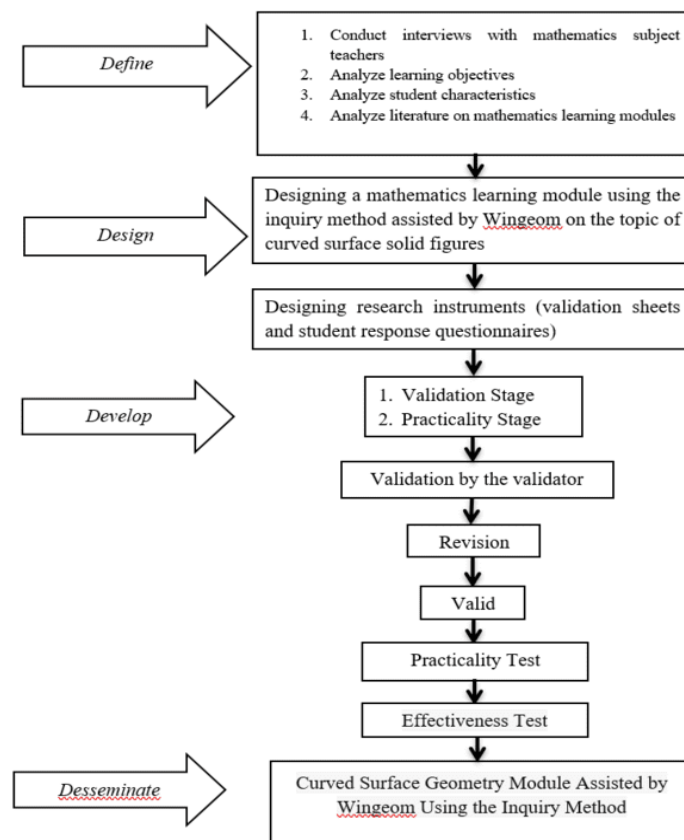 Define
1. Conduct interviews with mathematics subject
teachers
2. Analyze learning objectives
3. Analyze student characteristics
4. Analyze literature on mathematics learning modules
Design
Designing a mathematics learning module using the
inquiry method assisted by Wingeom on the topic of
curved surface solid figures
Designing research instruments (validation sheets
and student response questionnaires)
Develop
1. Validation Stage
2. Practicality Stage
Validation by the validator
Revision
Valid
Practicality Test
Effectiveness Test
Desseminate
Curved Surface Geometry Module Assisted by
Wingeom Using the Inquiry Method